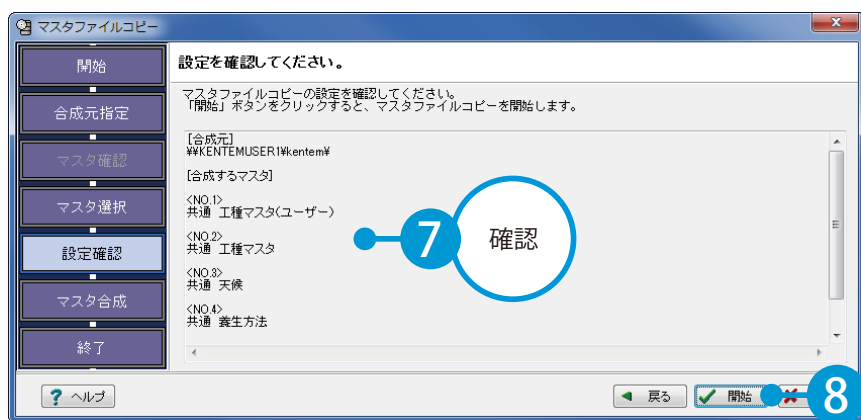 マスタファイルコピー
開始
合成元指定
マスタ確認
マスタ選択
設定確認
マスタ合成
終了
設定を確認してください。
マスタファイルコピーの設定を確認してください。
「開始」ボタンをクリックすると、マスタファイルコピーを開始します。
[合成元]
¥¥KENTEMUSER1¥kentem¥
[合成するマスタ]
<NO.1>
共通 工種マスタ(ユーザー)
<NO.2>
共通 工種マスタ
<NO.3>
共通 天候
<NO.4>
共通 養生方法
7 確認
? ヘルプ
戻る
開始
8